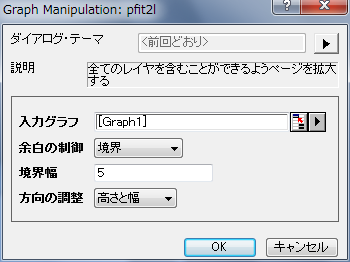 Graph Manipulation: pfit2l
ダイアログ・テーマ
<前回どおり>
説明
全てのレイヤを含むことができるようページを拡大
する
入力グラフ
[Graph1]
余白の制御
境界
境界幅
5
方向の調整
高さと幅
OK
キャンセル